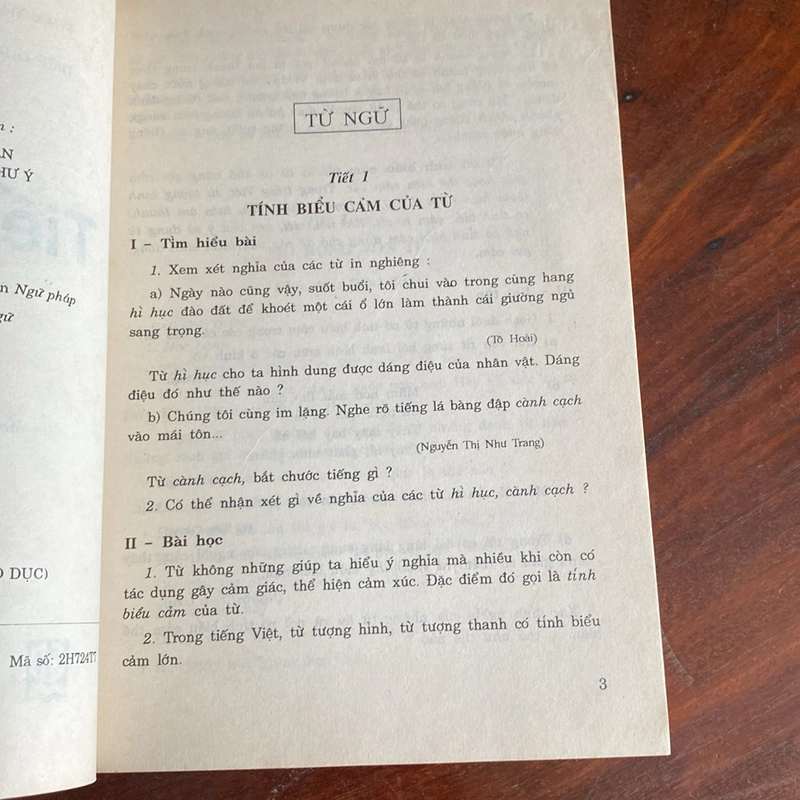 n :
ƯÝ
n Ngữ pháp
gữ
DỤC)
Mã số: 2H724T7
TỪ NGỮ
Tiết 1
TÍNH BIỂU CẢM CỦA TỪ
I – Tìm hiểu bài
1. Xem xét nghĩa của các từ in nghiêng :
a) Ngày nào cũng vậy, suốt buổi, tôi chui vào trong cùng hang
hì hục đào đất để khoét một cái ổ lớn làm thành cái giường ngủ
sang trọng.
(Tô Hoài)
Từ hì hục cho ta hình dung được dáng điệu của nhân vật. Dáng
điệu đó như thế nào ?
b) Chúng tôi cùng im lặng. Nghe rõ tiếng lá bàng đập cành cạch
vào mái tôn...
(Nguyễn Thị Như Trang)
Từ cành cạch, bắt chước tiếng gì ?
2. Có thể nhận xét gì về nghĩa của các từ hì hục, cành cạch ?
II – Bài học
1. Từ không những giúp ta hiểu ý nghĩa mà nhiều khi còn có
tác dụng gây cảm giác, thể hiện cảm xúc. Đặc điểm đó gọi là tính
biểu cảm của từ.
2. Trong tiếng Việt, từ tượng hình, từ tượng thanh có tính biểu
cảm lớn.
3